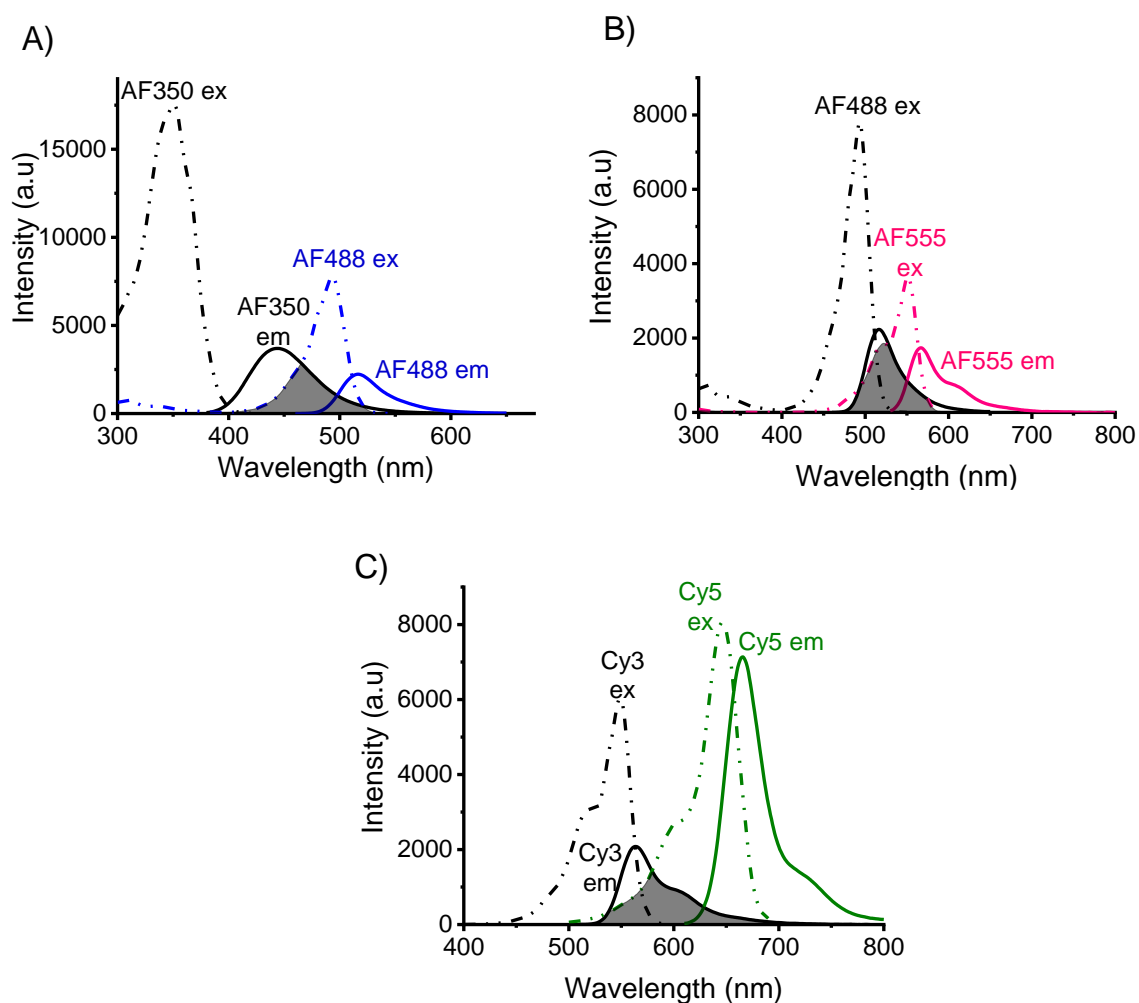 A)
AF350 ex
15000
10000
5000
0
Intensity (a.u)
AF488 ex
AF350
em
AF488 em
300
400
500
600
Wavelength (nm)
B)
AF488 ex
8000
6000
4000
2000
0
Intensity (a.u)
AF555
ex
AF555 em
300
400
500
600
700
800
Wavelength (nm)
C)
Cy5
ex
Cy5 em
Cy3
ex
8000
6000
4000
2000
0
Intensity (a.u)
Cy3
em
400
500
600
700
800
Wavelength (nm)